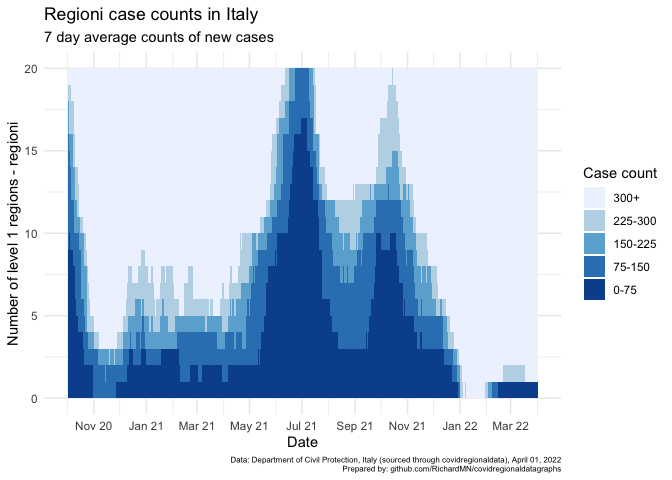 Regioni case counts in Italy
7 day average counts of new cases
Number of level 1 regions - regioni
20
15
10
5
0
Nov 20 Jan 21 Mar 21 May 21 Jul 21 Sep 21 Nov 21 Jan 22 Mar 22
Date
Case count
300+
225-300
150-225
75-150
0-75
Data: Department of Civil Protection, Italy (sourced through covidregionaldata), April 01, 2022
Prepared by: github.com/RichardMN/covidregionaldatagraphs